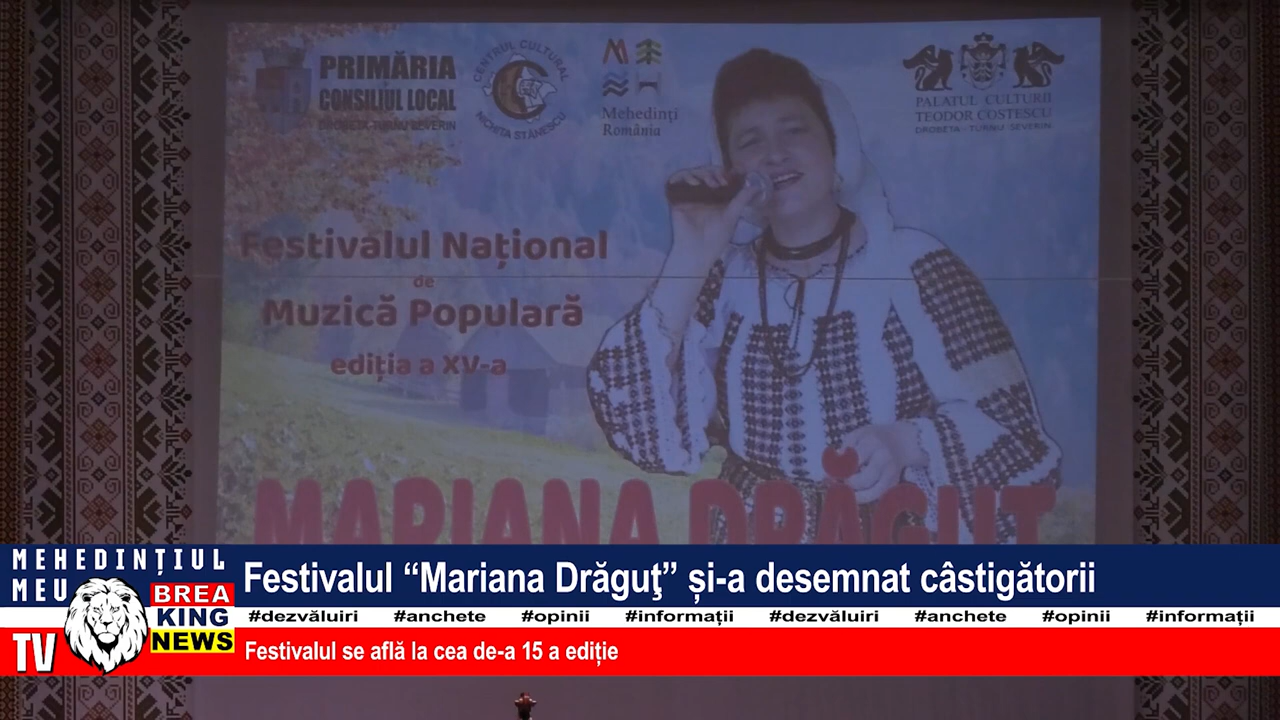 PRIMĂRIA
CONSILIUL LOCAL
DROBETA TURNU SEVERIN
CENTRUL CULTURAL
NICHITA STĂNESCU
Mehedinți
România
PALATUL CULTURII
TEODOR COSTESCU
DROBETA - TURNU SEVERIN
Festivalul Național
de
Muzică Populară
ediția a XV-a
MARIANA DRĂGUȚ
MEHEDINȚIUL
MEU
TV
BREA
KING
NEWS
Festivalul “Mariana Drăguţ” și-a desemnat câstigătorii
#dezvăluiri #anchete #opinii #informații #dezvăluiri #anchete #opinii #informații
Festivalul se află la cea de-a 15 a ediție